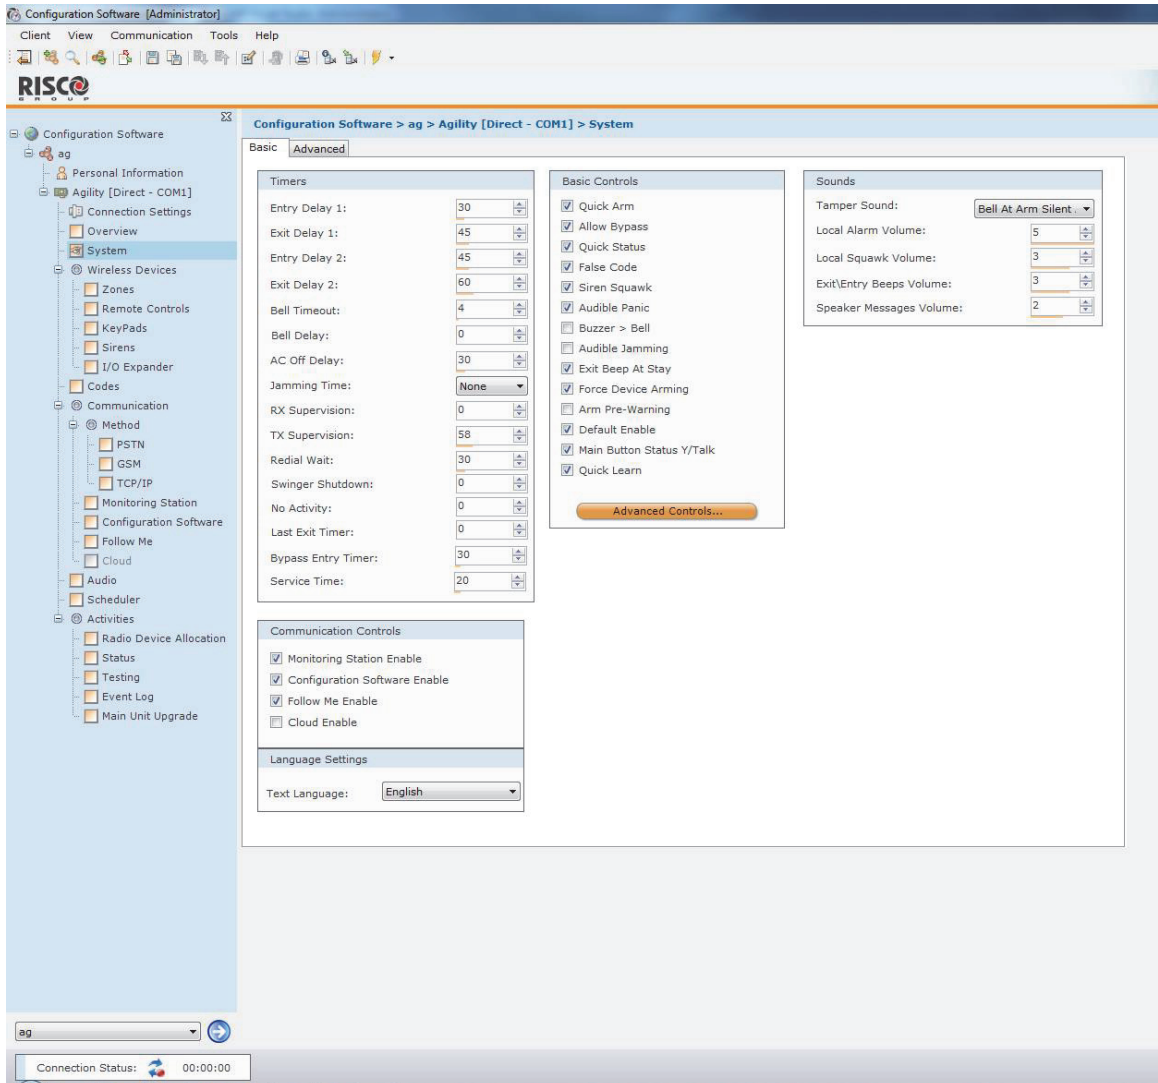 Configuration Software [Administrator]
Client View Communication Tools Help
RISCO
GROUP
Configuration Software
ag
Personal Information
Agility [Direct - COM1]
Connection Settings
Overview
System
Wireless Devices
Zones
Remote Controls
KeyPads
Sirens
I/O Expander
Codes
Communication
Method
PSTN
GSM
TCP/IP
Monitoring Station
Configuration Software
Follow Me
Cloud
Audio
Scheduler
Activities
Radio Device Allocation
Status
Testing
Event Log
Main Unit Upgrade
ag
Connection Status: 00:00:00
Configuration Software > ag > Agility [Direct - COM1] > System
Basic Advanced
Timers
Entry Delay 1: 30
Exit Delay 1: 45
Entry Delay 2: 45
Exit Delay 2: 60
Bell Timeout: 4
Bell Delay: 0
AC Off Delay: 30
Jamming Time: None
RX Supervision: 0
TX Supervision: 58
Redial Wait: 30
Swinger Shutdown: 0
No Activity: 0
Last Exit Timer: 0
Bypass Entry Timer: 30
Service Time: 20
Communication Controls
Monitoring Station Enable
Configuration Software Enable
Follow Me Enable
Cloud Enable
Language Settings
Text Language: English
Basic Controls
Quick Arm
Allow Bypass
Quick Status
False Code
Siren Squawk
Audible Panic
Buzzer > Bell
Audible Jamming
Exit Beep At Stay
Force Device Arming
Arm Pre-Warning
Default Enable
Main Button Status Y/Talk
Quick Learn
Advanced Controls...
Sounds
Tamper Sound: Bell At Arm Silent .
Local Alarm Volume: 5
Local Squawk Volume: 3
Exit\Entry Beeps Volume: 3
Speaker Messages Volume: 2